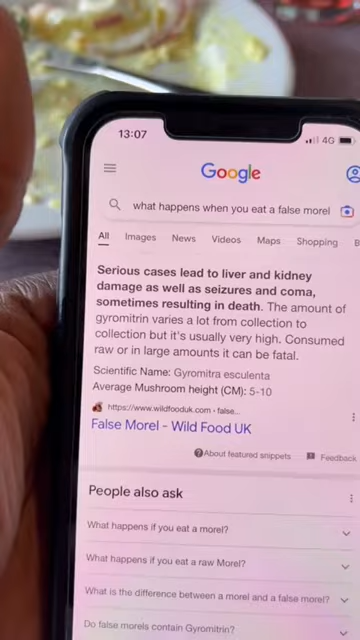 13:07 4G
Google
what happens when you eat a false morel
All Images News Videos Maps Shopping B
Serious cases lead to liver and kidney
damage as well as seizures and coma,
sometimes resulting in death. The amount of
gyromitrin varies a lot from collection to
collection but it's usually very high. Consumed
raw or in large amounts it can be fatal.
Scientific Name: Gyromitra esculenta
Average Mushroom height (CM): 5-10
https://www.wildfooduk.com › false...
False Morel - Wild Food UK
About featured snippets Feedback
People also ask
What happens if you eat a morel?
What happens if you eat a raw Morel?
What is the difference between a morel and a false morel?
Do false morels contain Gyromitrin?